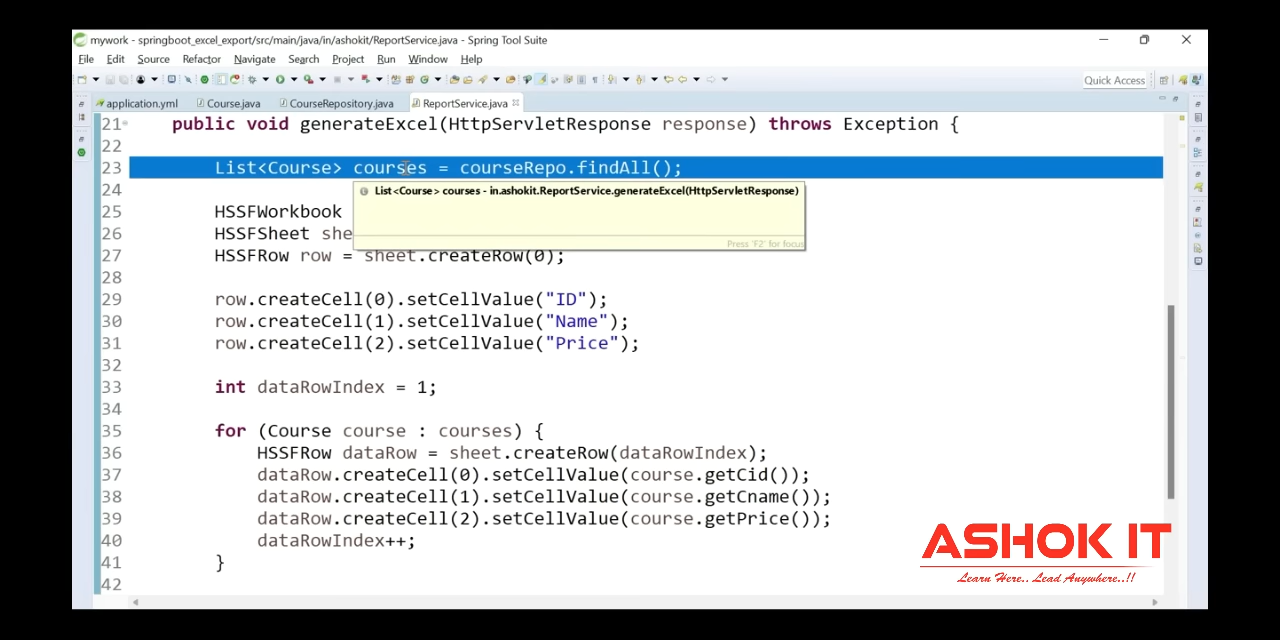 mywork - springboot_excel_export/src/main/java/in/ashokit/ReportService.java - Spring Tool Suite
File Edit Source Refactor Navigate Search Project Run Window Help
Quick Access
application.yml Course.java CourseRepository.java ReportService.java
21 public void generateExcel(HttpServletResponse response) throws Exception {
22
23 List<Course> courses = courseRepo.findAll();
24
List<Course> courses - in.ashokit.ReportService.generateExcel(HttpServletResponse)
25 HSSFWorkbook
26 HSSFSheet she
Press 'F2' for focus
27 HSSFRow row = sheet.createRow(0);
28
29 row.createCell(0).setCellValue("ID");
30 row.createCell(1).setCellValue("Name");
31 row.createCell(2).setCellValue("Price");
32
33 int dataRowIndex = 1;
34
35 for (Course course : courses) {
36 HSSFRow dataRow = sheet.createRow(dataRowIndex);
37 dataRow.createCell(0).setCellValue(course.getCid());
38 dataRow.createCell(1).setCellValue(course.getCname());
39 dataRow.createCell(2).setCellValue(course.getPrice());
40 dataRowIndex++;
41 }
42
ASHOK IT
Learn Here.. Lead Anywhere..!!